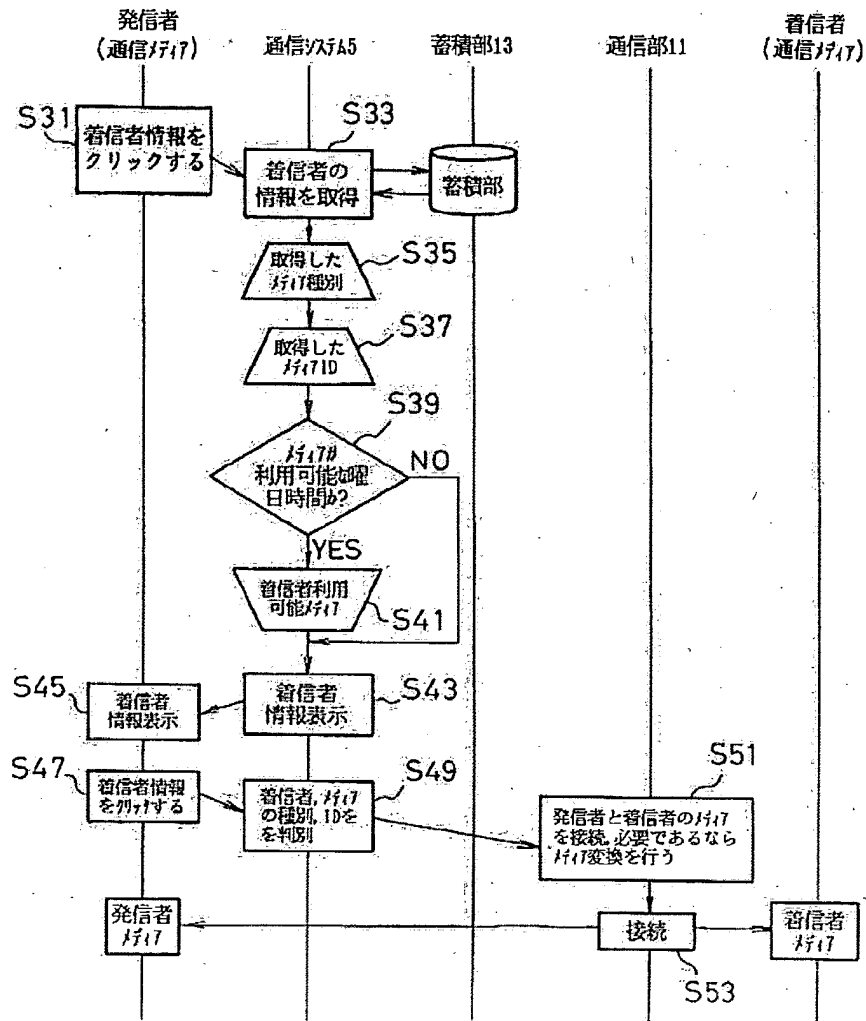 発信者
(通信メディア)
通信システム5
蓄積部13
通信部11
着信者
(通信メディア)
S31
着信者情報を
クリックする
S33
着信者の
情報を取得
蓄積部
S35
取得した
メディア種別
S37
取得した
メディアID
S39
メディアが
利用可能な曜
日時間か?
NO
YES
着信者利用
可能メディア
S41
S43
着信者
情報表示
S45
着信者
情報表示
S47
着信者情報
をクリックする
S49
着信者,メディア
の種別,IDを
を判別
S51
発信者と着信者のメディア
を接続.必要であるなら
メディア変換を行う
発信者
メディア
接続
着信者
メディア
S53